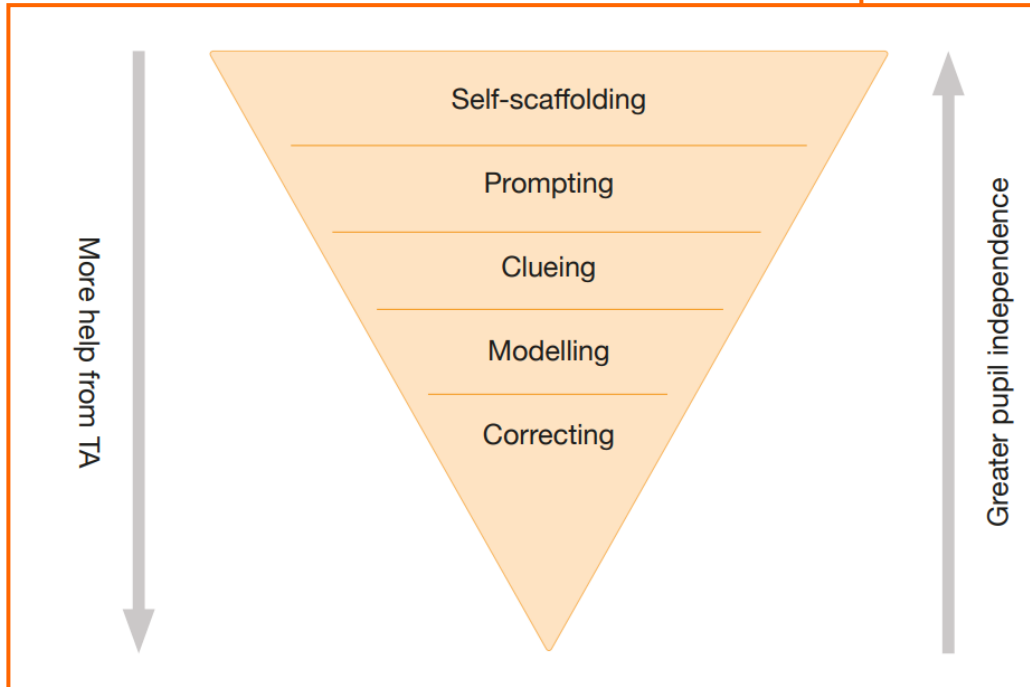 Self-scaffolding
Prompting
Clueing
Modelling
Correcting
More help from TA
Greater pupil independence